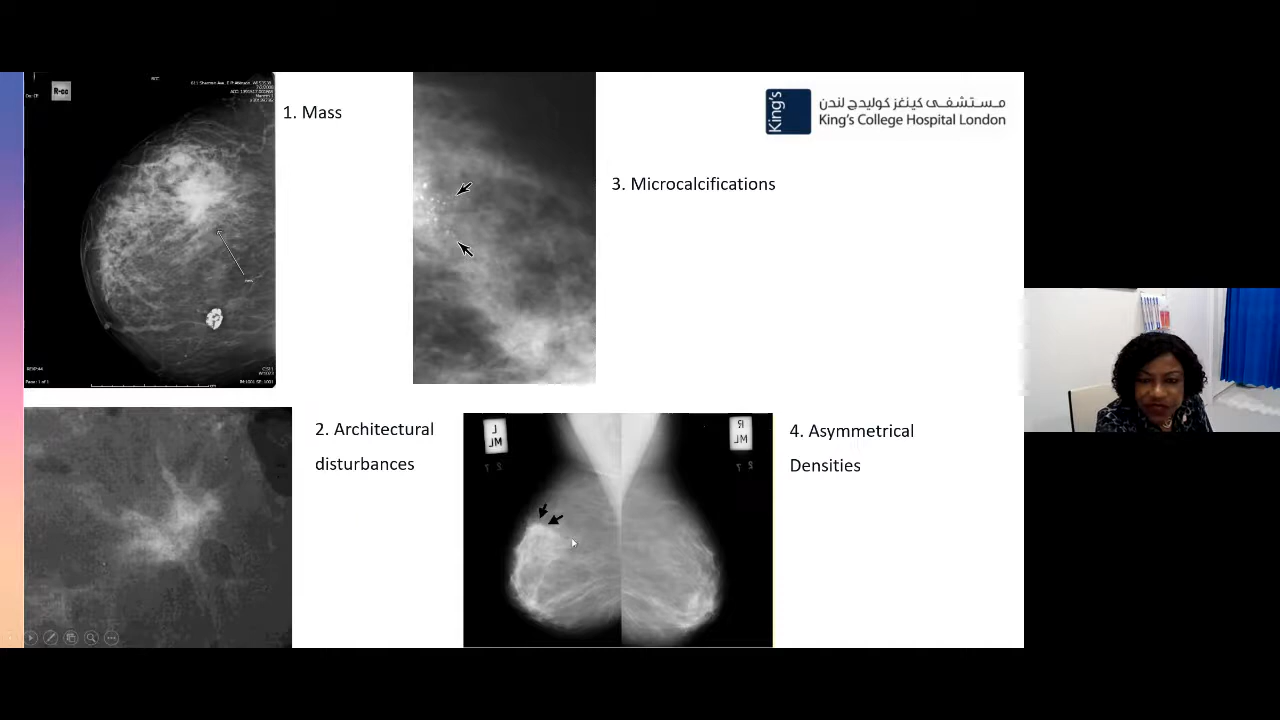 R-CC
1. Mass
مستشفى كينغز كوليدج لندن
King's College Hospital London
King's
3. Microcalcifications
2. Architectural
disturbances
L
ML
R
ML
4. Asymmetrical
Densities